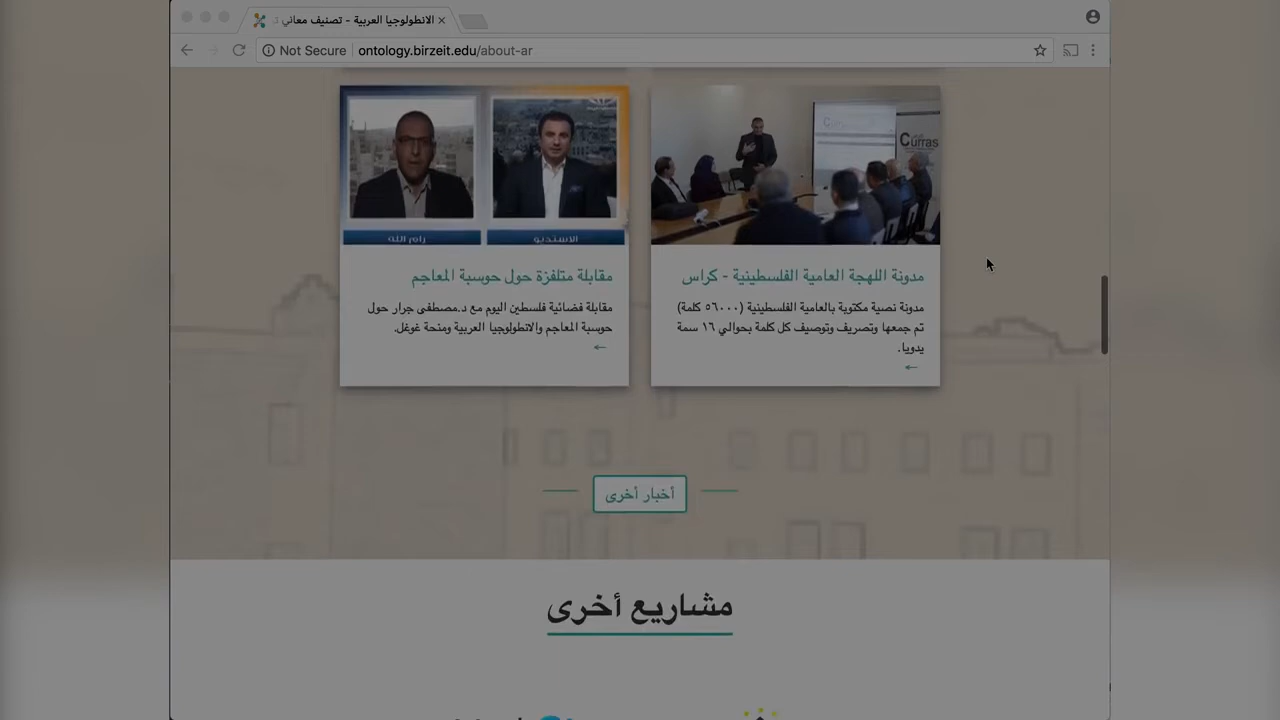 الانطولوجيا العربية - تصنيف معاني
Not Secure
ontology.birzeit.edu/about-ar
Curras
رام الله
الاستديو
مدونة اللهجة العامية الفلسطينية - كراس
مدونة نصية مكتوبة بالعامية الفلسطينية (٥٦٠٠٠ كلمة)
تم جمعها وتصريف وتوصيف كل كلمة بحوالي ١٦ سمة
يدويا.
مقابلة متلفزة حول حوسبة المعاجم
مقابلة فضائية فلسطين اليوم مع د.مصطفى جرار حول
حوسبة المعاجم والانطولوجيا العربية ومنحة غوغل.
أخبار أخرى
مشاريع أخرى